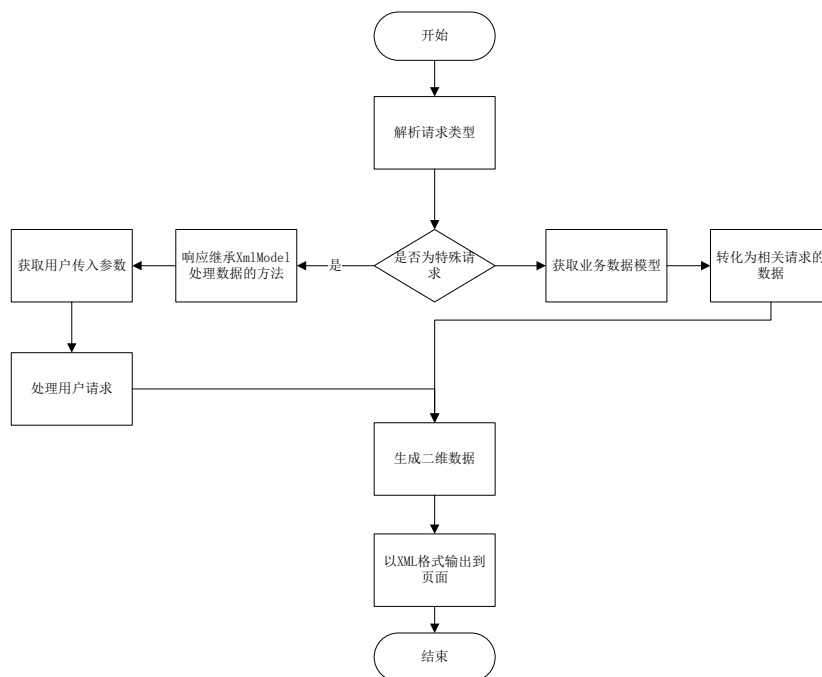 开始
解析请求类型
是否为特殊请
求
是
响应继承XmlModel
处理数据的方法
获取用户传入参数
处理用户请求
获取业务数据模型
转化为相关请求的
数据
生成二维数据
以XML格式输出到
页面
结束